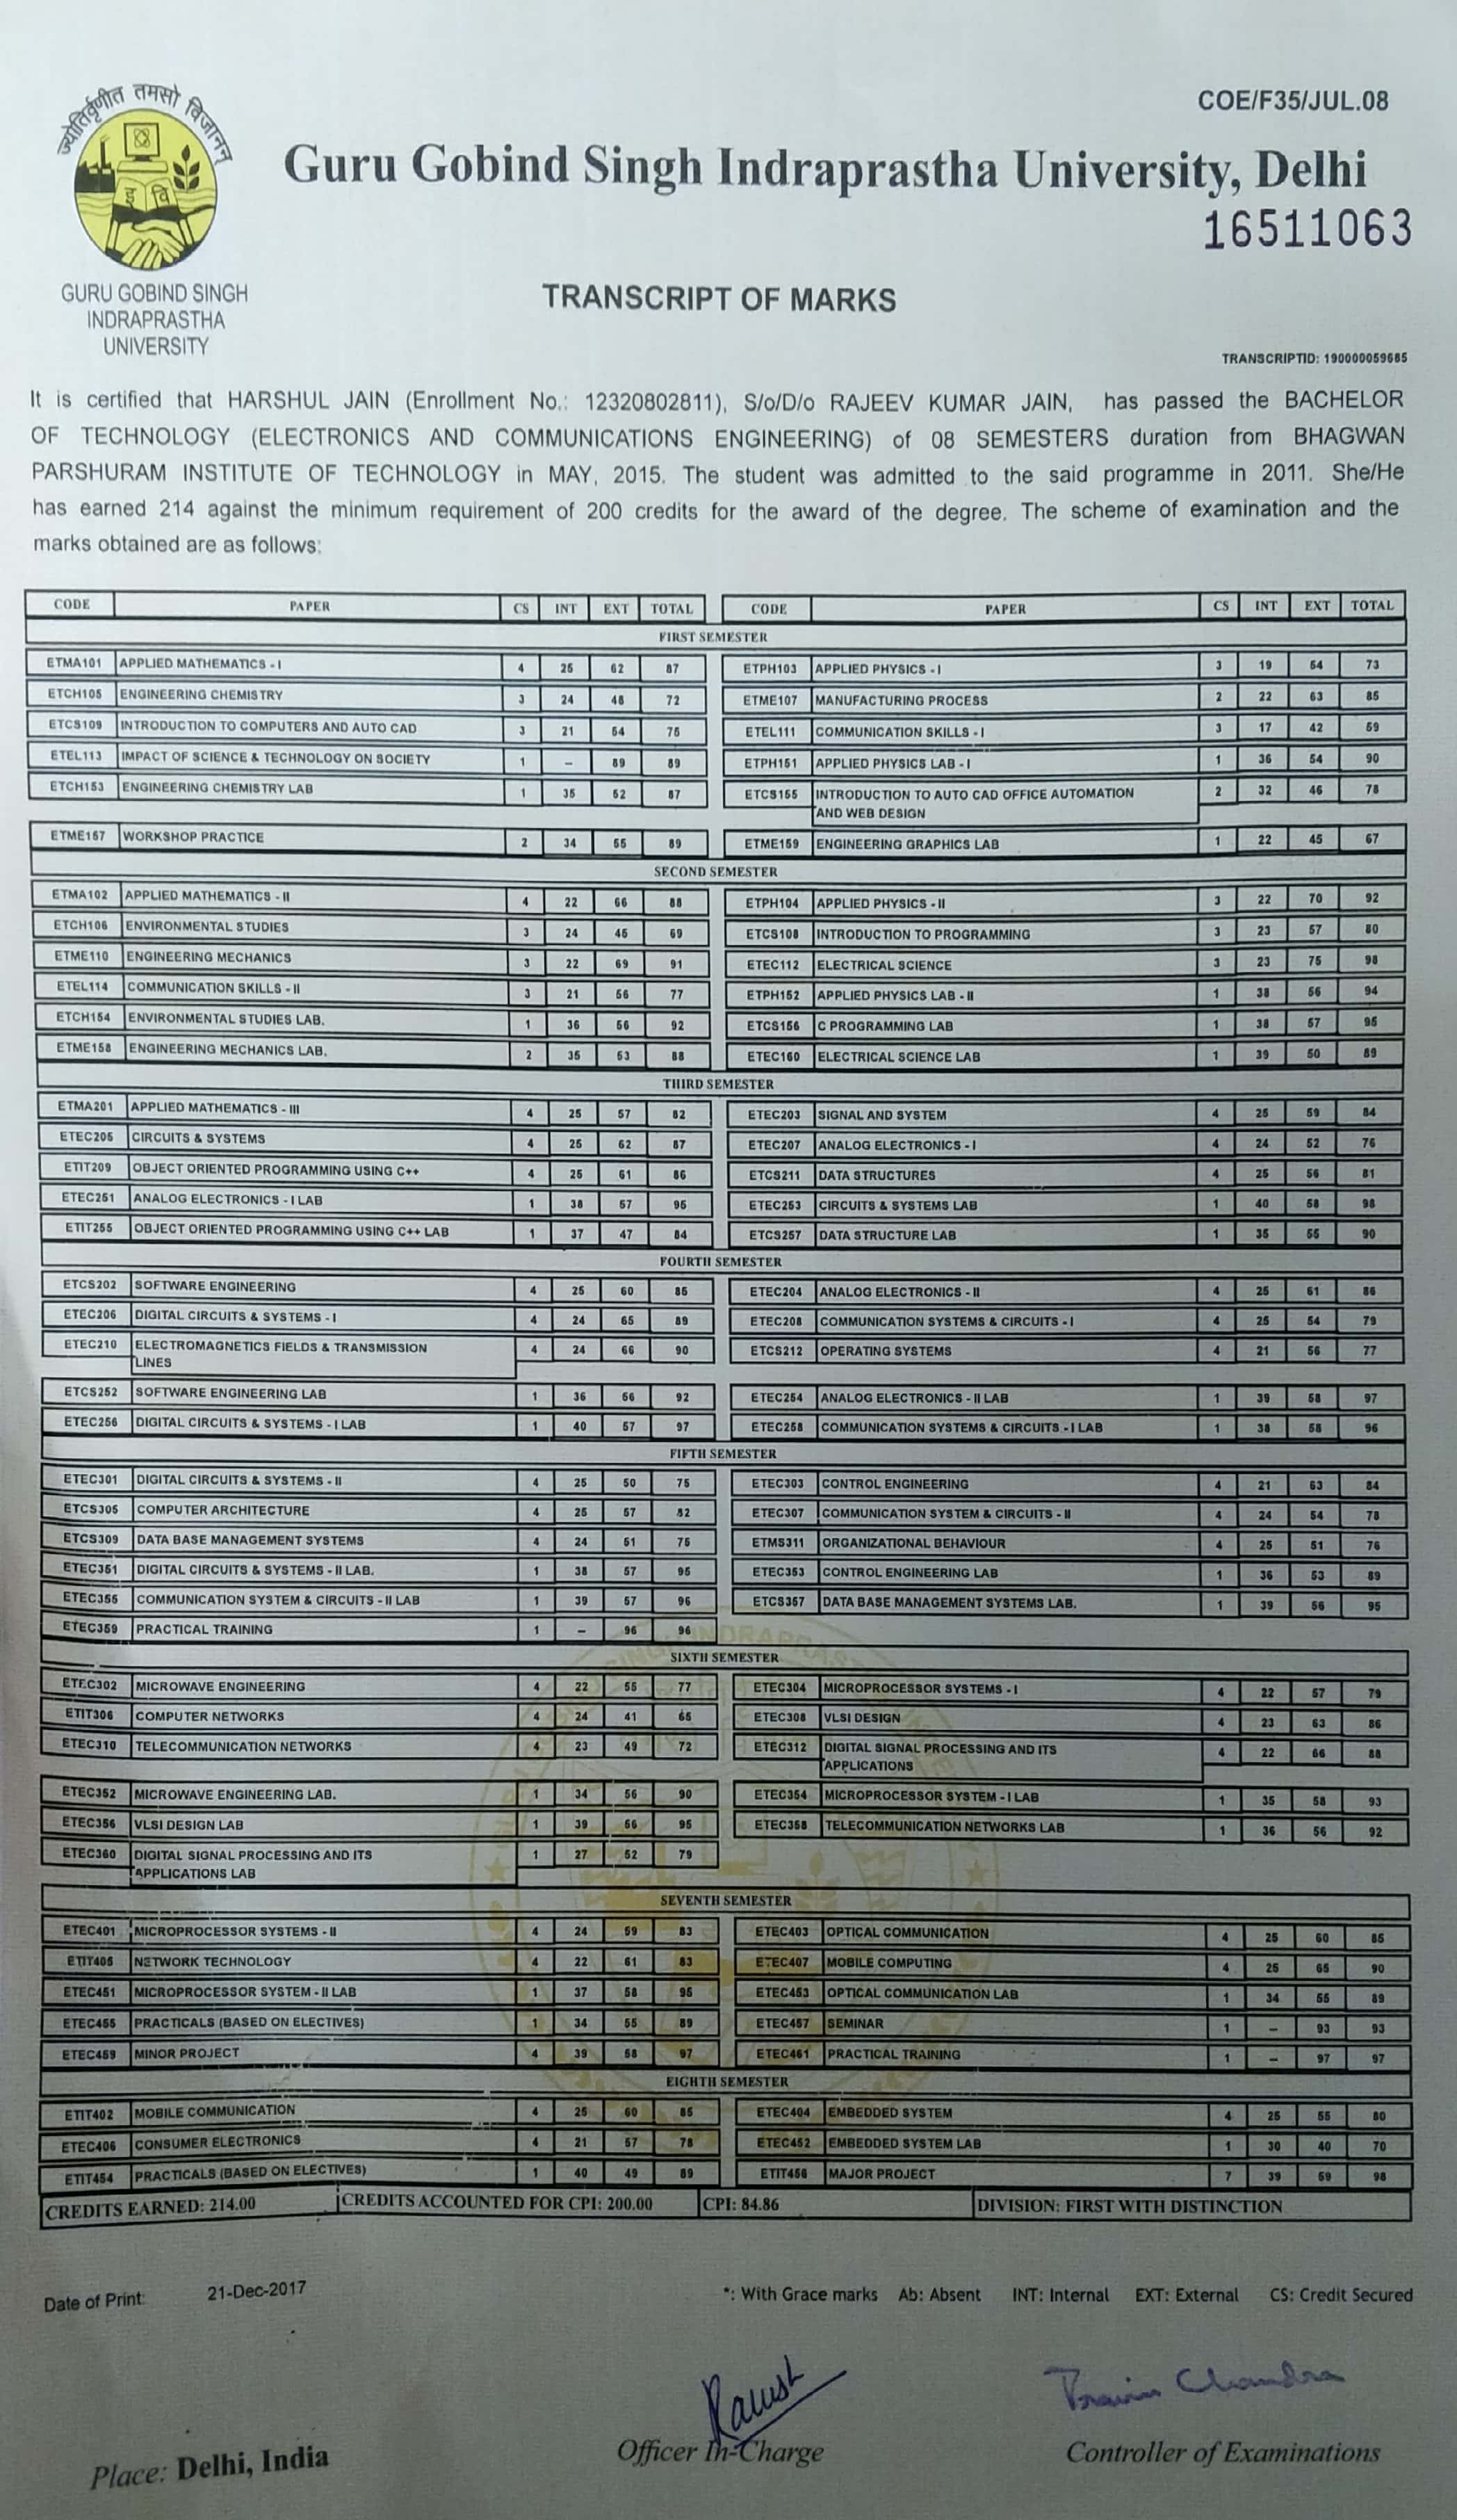 COE/F35/JUL.08
ज्योतिर्वृणीत तमसो विजानन्
Guru Gobind Singh Indraprastha University, Delhi
16511063
GURU GOBIND SINGH
INDRAPRASTHA
UNIVERSITY
TRANSCRIPT OF MARKS
TRANSCRIPTID: 190000059685
It is certified that HARSHUL JAIN (Enrollment No.: 12320802811), S/o/D/o RAJEEV KUMAR JAIN, has passed the BACHELOR
OF TECHNOLOGY (ELECTRONICS AND COMMUNICATIONS ENGINEERING) of 08 SEMESTERS duration from BHAGWAN
PARSHURAM INSTITUTE OF TECHNOLOGY in MAY, 2015. The student was admitted to the said programme in 2011. She/He
has earned 214 against the minimum requirement of 200 credits for the award of the degree. The scheme of examination and the
marks obtained are as follows:
CODE PAPER CS INT EXT TOTAL CODE PAPER CS INT EXT TOTAL
FIRST SEMESTER
ETMA101 APPLIED MATHEMATICS - I 4 25 62 87 ETPH103 APPLIED PHYSICS - I 3 19 54 73
ETCH105 ENGINEERING CHEMISTRY 3 24 48 72 ETME107 MANUFACTURING PROCESS 2 22 63 85
ETCS109 INTRODUCTION TO COMPUTERS AND AUTO CAD 3 21 54 75 ETEL111 COMMUNICATION SKILLS - I 3 17 42 59
ETEL113 IMPACT OF SCIENCE & TECHNOLOGY ON SOCIETY 1 – 89 89 ETPH151 APPLIED PHYSICS LAB - I 1 36 54 90
ETCH153 ENGINEERING CHEMISTRY LAB 1 35 52 87 ETCS155 INTRODUCTION TO AUTO CAD OFFICE AUTOMATION 2 32 46 78
AND WEB DESIGN
ETME157 WORKSHOP PRACTICE 2 34 55 89 ETME159 ENGINEERING GRAPHICS LAB 1 22 45 67
SECOND SEMESTER
ETMA102 APPLIED MATHEMATICS - II 4 22 66 88 ETPH104 APPLIED PHYSICS - II 3 22 70 92
ETCH106 ENVIRONMENTAL STUDIES 3 24 45 69 ETCS108 INTRODUCTION TO PROGRAMMING 3 23 57 80
ETME110 ENGINEERING MECHANICS 3 22 69 91 ETEC112 ELECTRICAL SCIENCE 3 23 75 98
ETEL114 COMMUNICATION SKILLS - II 3 21 56 77 ETPH152 APPLIED PHYSICS LAB - II 1 38 56 94
ETCH154 ENVIRONMENTAL STUDIES LAB. 1 36 56 92 ETCS156 C PROGRAMMING LAB 1 38 57 95
ETME158 ENGINEERING MECHANICS LAB. 2 35 53 88 ETEC160 ELECTRICAL SCIENCE LAB 1 39 50 89
THIRD SEMESTER
ETMA201 APPLIED MATHEMATICS - III 4 25 57 82 ETEC203 SIGNAL AND SYSTEM 4 25 59 84
ETEC205 CIRCUITS & SYSTEMS 4 25 62 87 ETEC207 ANALOG ELECTRONICS - I 4 24 52 76
ETIT209 OBJECT ORIENTED PROGRAMMING USING C++ 4 25 61 86 ETCS211 DATA STRUCTURES 4 25 56 81
ETEC251 ANALOG ELECTRONICS - I LAB 1 38 57 95 ETEC253 CIRCUITS & SYSTEMS LAB 1 40 58 98
ETIT255 OBJECT ORIENTED PROGRAMMING USING C++ LAB 1 37 47 84 ETCS257 DATA STRUCTURE LAB 1 35 55 90
FOURTH SEMESTER
ETCS202 SOFTWARE ENGINEERING 4 25 60 85 ETEC204 ANALOG ELECTRONICS - II 4 25 61 86
ETEC206 DIGITAL CIRCUITS & SYSTEMS - I 4 24 65 89 ETEC208 COMMUNICATION SYSTEMS & CIRCUITS - I 4 25 54 79
ETEC210 ELECTROMAGNETICS FIELDS & TRANSMISSION 4 24 66 90 ETCS212 OPERATING SYSTEMS 4 21 56 77
LINES
ETCS252 SOFTWARE ENGINEERING LAB 1 36 56 92 ETEC254 ANALOG ELECTRONICS - II LAB 1 39 58 97
ETEC256 DIGITAL CIRCUITS & SYSTEMS - I LAB 1 40 57 97 ETEC258 COMMUNICATION SYSTEMS & CIRCUITS - I LAB 1 38 58 96
FIFTH SEMESTER
ETEC301 DIGITAL CIRCUITS & SYSTEMS - II 4 25 50 75 ETEC303 CONTROL ENGINEERING 4 21 63 84
ETCS305 COMPUTER ARCHITECTURE 4 25 57 82 ETEC307 COMMUNICATION SYSTEM & CIRCUITS - II 4 24 54 78
ETCS309 DATA BASE MANAGEMENT SYSTEMS 4 24 51 75 ETMS311 ORGANIZATIONAL BEHAVIOUR 4 25 51 76
ETEC351 DIGITAL CIRCUITS & SYSTEMS - II LAB. 1 38 57 95 ETEC353 CONTROL ENGINEERING LAB 1 36 53 89
ETEC355 COMMUNICATION SYSTEM & CIRCUITS - II LAB 1 39 57 96 ETCS357 DATA BASE MANAGEMENT SYSTEMS LAB. 1 39 56 95
ETEC359 PRACTICAL TRAINING 1 – 96 96
SIXTH SEMESTER
ETEC302 MICROWAVE ENGINEERING 4 22 55 77 ETEC304 MICROPROCESSOR SYSTEMS - I 4 22 57 79
ETIT306 COMPUTER NETWORKS 4 24 41 65 ETEC308 VLSI DESIGN 4 23 63 86
ETEC310 TELECOMMUNICATION NETWORKS 4 23 49 72 ETEC312 DIGITAL SIGNAL PROCESSING AND ITS 4 22 66 88
APPLICATIONS
ETEC352 MICROWAVE ENGINEERING LAB. 1 34 56 90 ETEC354 MICROPROCESSOR SYSTEM - I LAB 1 35 58 93
ETEC356 VLSI DESIGN LAB 1 39 56 95 ETEC358 TELECOMMUNICATION NETWORKS LAB 1 36 56 92
ETEC360 DIGITAL SIGNAL PROCESSING AND ITS 1 27 52 79
APPLICATIONS LAB
SEVENTH SEMESTER
ETEC401 MICROPROCESSOR SYSTEMS - II 4 24 59 83 ETEC403 OPTICAL COMMUNICATION 4 25 60 85
ETIT405 NETWORK TECHNOLOGY 4 22 61 83 ETEC407 MOBILE COMPUTING 4 25 65 90
ETEC451 MICROPROCESSOR SYSTEM - II LAB 1 37 58 95 ETEC453 OPTICAL COMMUNICATION LAB 1 34 55 89
ETEC455 PRACTICALS (BASED ON ELECTIVES) 1 34 55 89 ETEC457 SEMINAR 1 – 93 93
ETEC459 MINOR PROJECT 4 39 58 97 ETEC461 PRACTICAL TRAINING 1 – 97 97
EIGHTH SEMESTER
ETIT402 MOBILE COMMUNICATION 4 25 60 85 ETEC404 EMBEDDED SYSTEM 4 25 55 80
ETEC406 CONSUMER ELECTRONICS 4 21 57 78 ETEC452 EMBEDDED SYSTEM LAB 1 30 40 70
ETIT454 PRACTICALS (BASED ON ELECTIVES) 1 40 49 89 ETIT456 MAJOR PROJECT 7 39 59 98
CREDITS EARNED: 214.00 CREDITS ACCOUNTED FOR CPI: 200.00 CPI: 84.86 DIVISION: FIRST WITH DISTINCTION
Date of Print: 21-Dec-2017 *: With Grace marks Ab: Absent INT: Internal EXT: External CS: Credit Secured
Chandra
Officer In-Charge Controller of Examinations
Place: Delhi, India